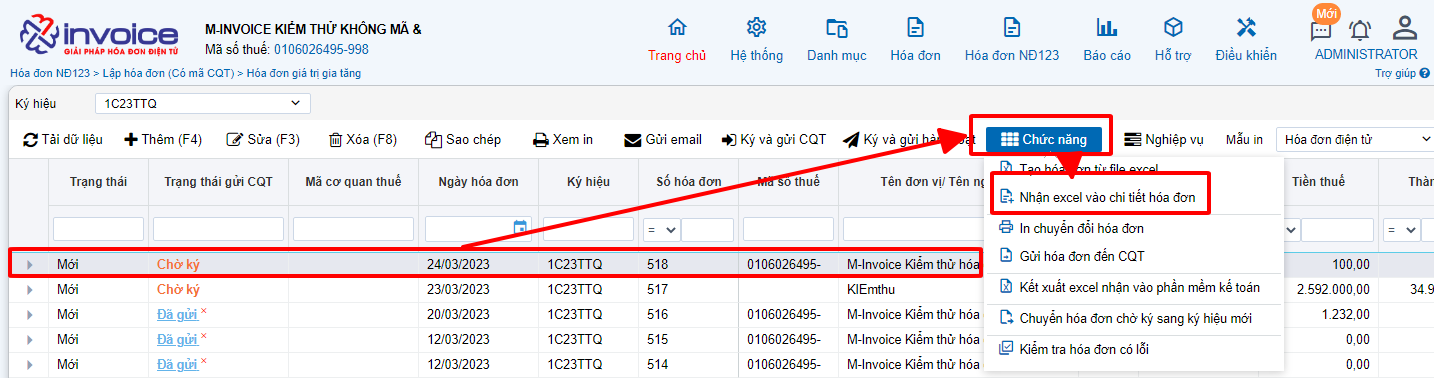 invoice
GIẢI PHÁP HÓA ĐƠN ĐIỆN TỬ
M-INVOICE KIỂM THỬ KHÔNG MÃ &
Mã số thuế: 0106026495-998
Trang chủ Hệ thống Danh mục Hóa đơn Hóa đơn NĐ123 Báo cáo Hỗ trợ Điều khiển
Mới
ADMINISTRATOR
Hóa đơn NĐ123 > Lập hóa đơn (Có mã CQT) > Hóa đơn giá trị gia tăng
Trợ giúp
Ký hiệu 1C23TTQ
Tải dữ liệu Thêm (F4) Sửa (F3) Xóa (F8) Sao chép Xem in Gửi email Ký và gửi CQT Ký và gửi Chức năng Nghiệp vụ Mẫu in Hóa đơn điện tử
Trạng thái Trạng thái gửi CQT Mã cơ quan thuế Ngày hóa đơn Ký hiệu Số hóa đơn Mã số thuế Tên đơn vị/ Tên Tiền thuế
= =
Mới Chờ ký 24/03/2023 1C23TTQ 518 0106026495- M-Invoice Kiểm thử hóa 100,00
Mới Chờ ký 24/03/2023 1C23TTQ 517 KIEmthu 2.592.000,00 34.9
Mới Đã gửi 20/03/2023 1C23TTQ 516 0106026495- M-Invoice Kiểm thử hóa 1.232,00
Mới Đã gửi 12/03/2023 1C23TTQ 515 0106026495- M-Invoice Kiểm thử hóa 0,00
Mới Đã gửi 12/03/2023 1C23TTQ 514 0106026495- M-Invoice Kiểm thử hóa 0,00
Tạo hóa đơn từ file excel
Nhận excel vào chi tiết hóa đơn
In chuyển đổi hóa đơn
Gửi hóa đơn đến CQT
Kết xuất excel nhận vào phần mềm kế toán
Chuyển hóa đơn chờ ký sang ký hiệu mới
Kiểm tra hóa đơn có lỗi